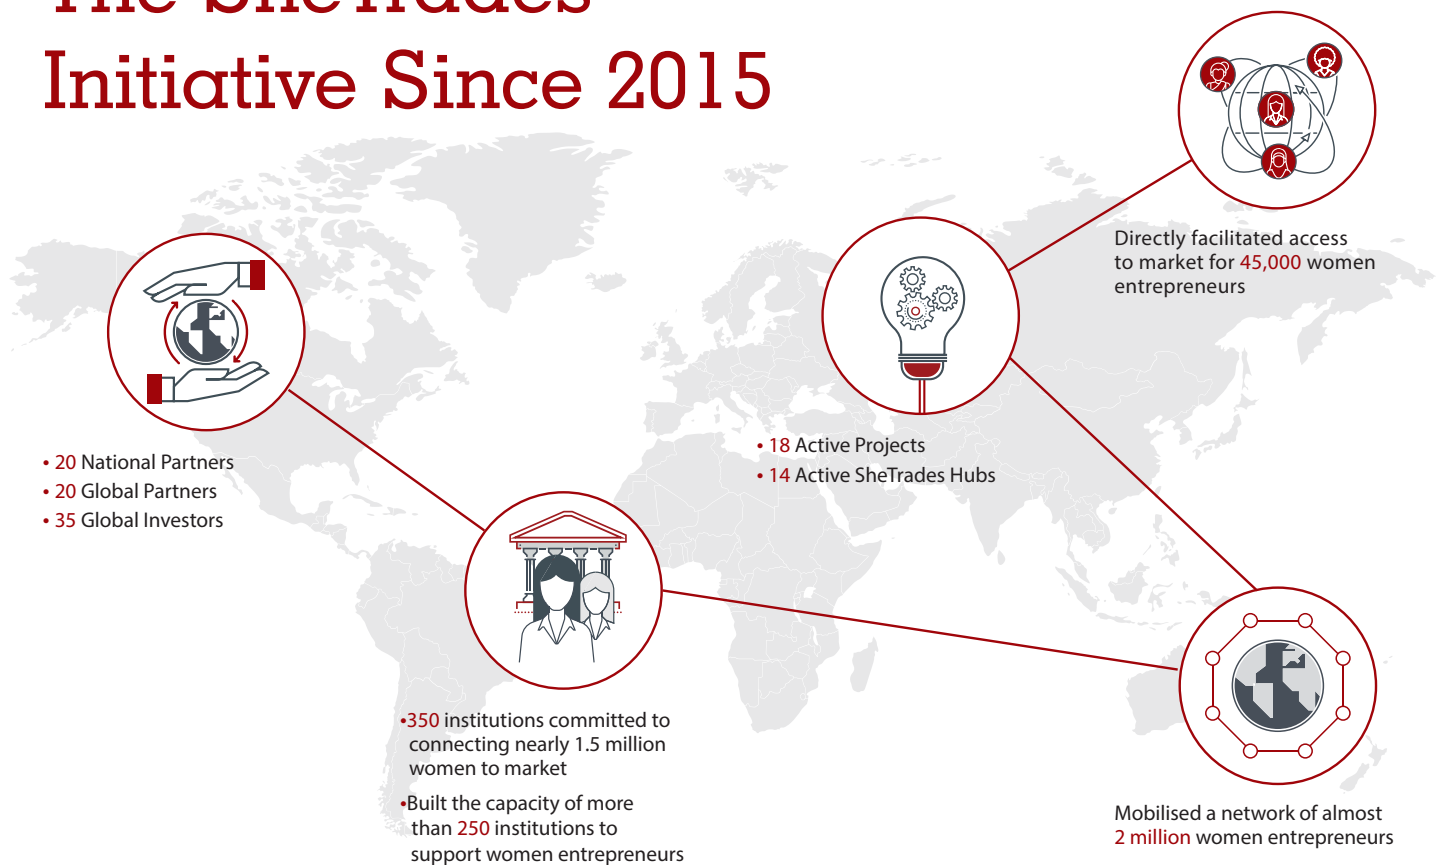 The SheTrades
Initiative Since 2015
Directly facilitated access
to market for 45,000 women
entrepreneurs
• 20 National Partners
• 20 Global Partners
• 35 Global Investors
• 18 Active Projects
• 14 Active SheTrades Hubs
•350 institutions committed to
connecting nearly 1.5 million
women to market
•Built the capacity of more
than 250 institutions to
support women entrepreneurs
Mobilised a network of almost
2 million women entrepreneurs